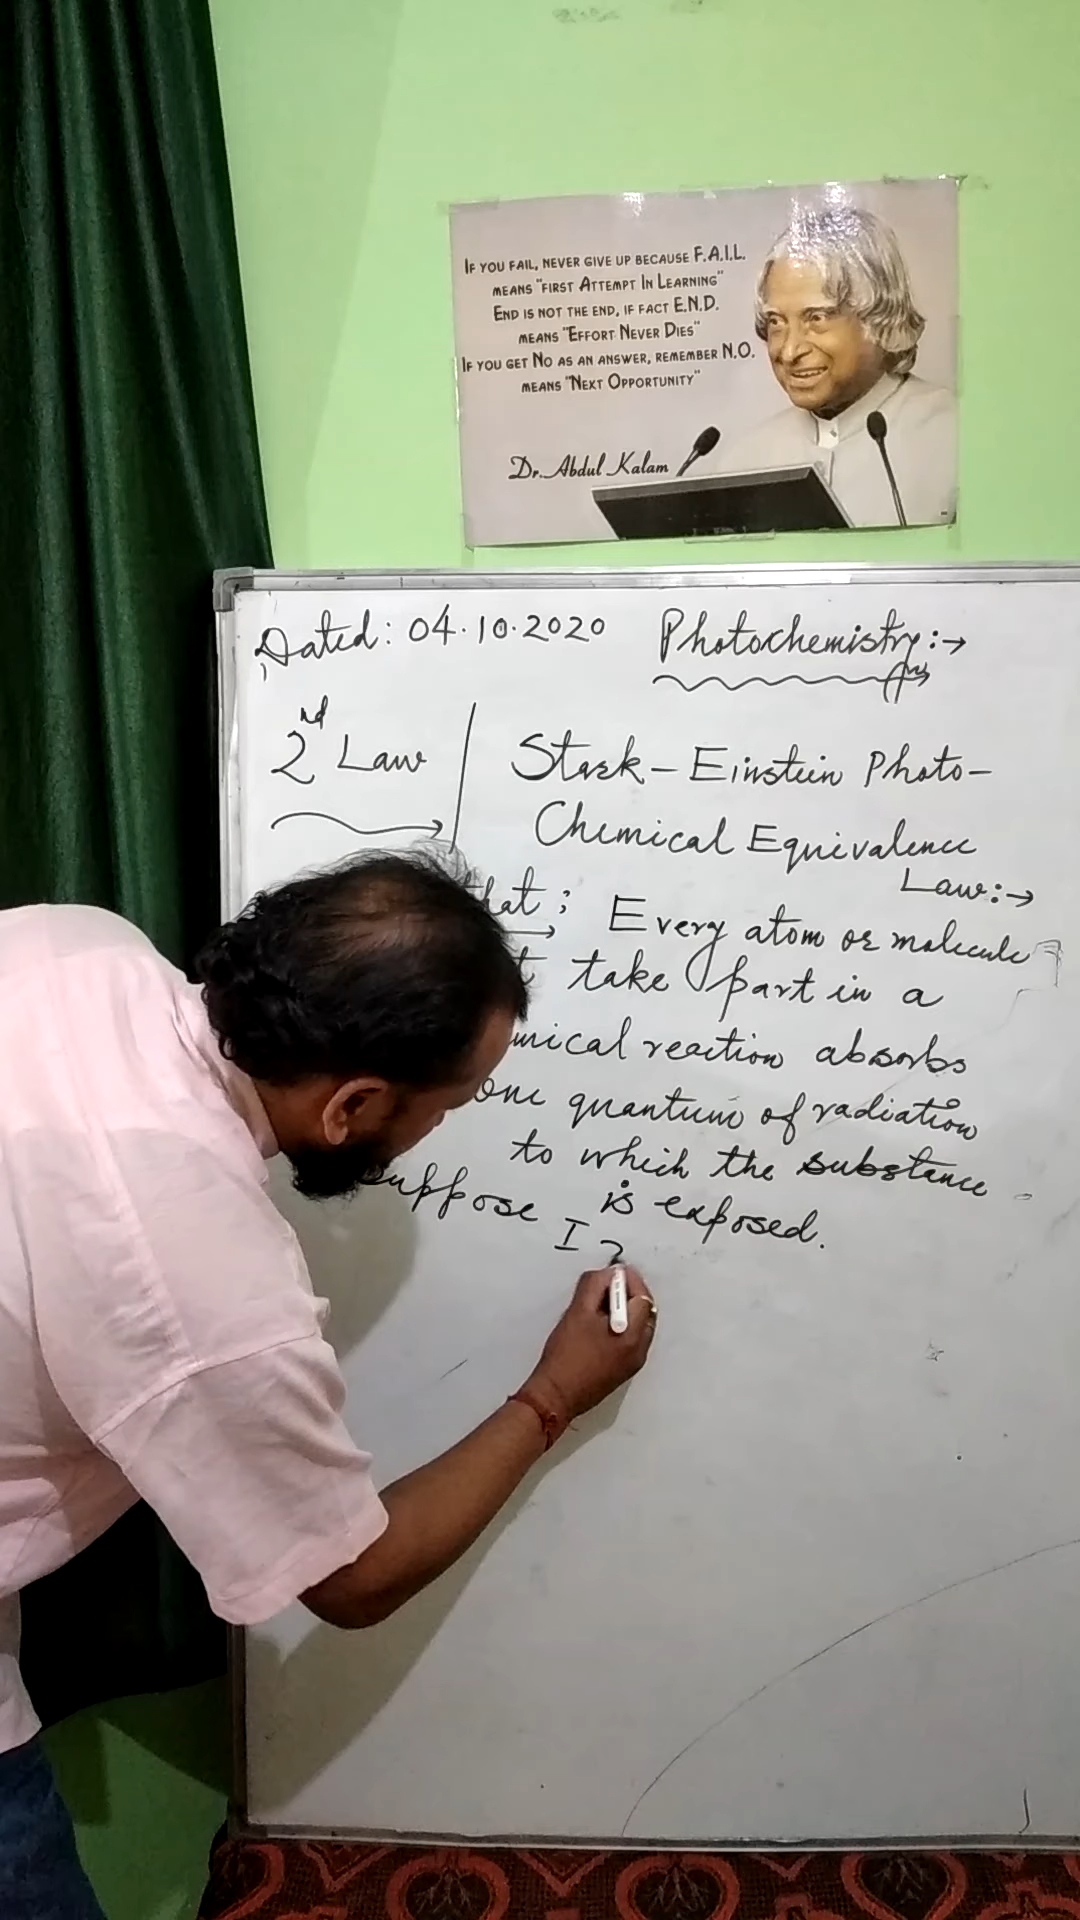 IF YOU FAIL, NEVER GIVE UP BECAUSE F.A.I.L.
MEANS "FIRST ATTEMPT IN LEARNING"
END IS NOT THE END, IF FACT E.N.D.
MEANS "EFFORT NEVER DIES"
IF YOU GET NO AS AN ANSWER, REMEMBER N.O.
MEANS "NEXT OPPORTUNITY"
Dr. Abdul Kalam
Dated: 04.10.2020 Photochemistry:→
2nd Law Stark-Einstein Photo-
Chemical Equivalence
Law:→
Every atom or molecule
take part in a
reaction absorbs
one quantum of radiation
to which the substance
is exposed.
I